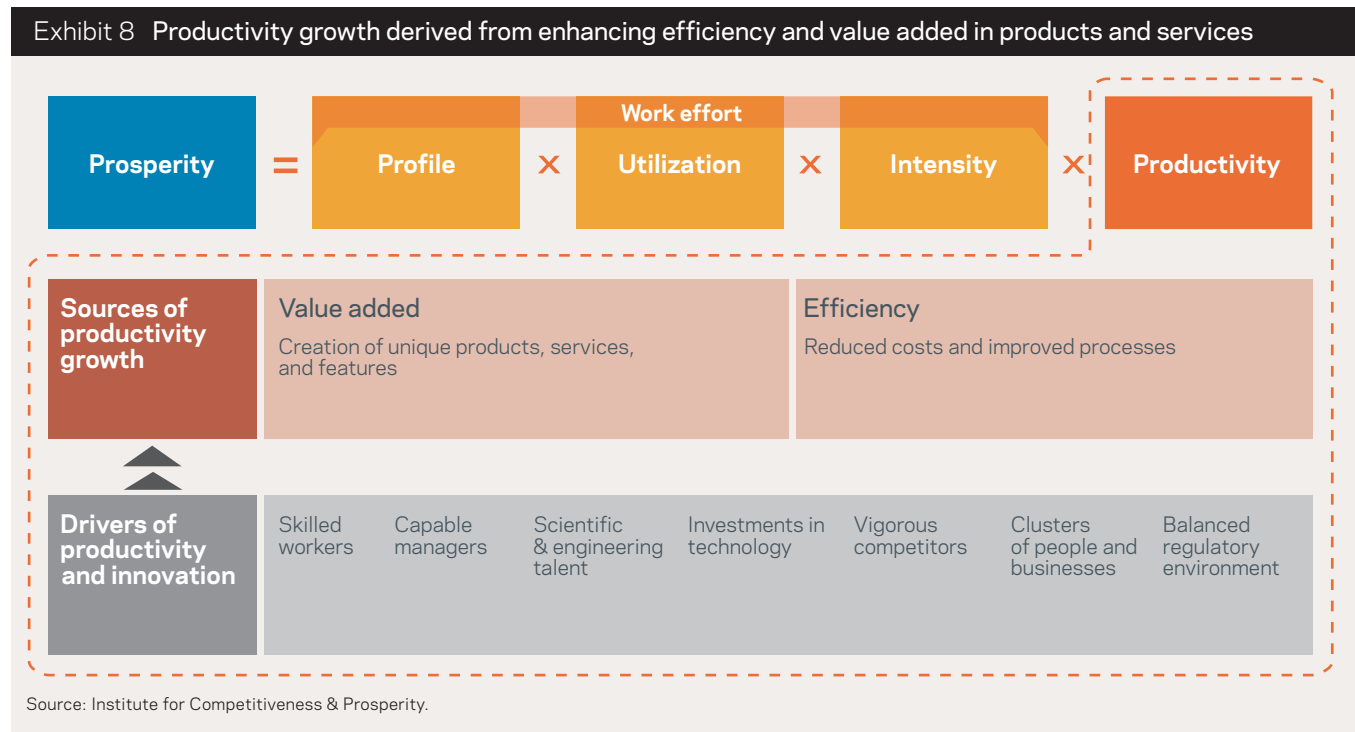 Exhibit 8 Productivity growth derived from enhancing efficiency and value added in products and services
Work effort
Prosperity = Profile x Utilization x Intensity x Productivity
Sources of
productivity
growth
Value added
Creation of unique products, services,
and features
Efficiency
Reduced costs and improved processes
Drivers of
productivity
and innovation
Skilled
workers
Capable
managers
Scientific
& engineering
talent
Investments in
technology
Vigorous
competitors
Clusters
of people and
businesses
Balanced
regulatory
environment
Source: Institute for Competitiveness & Prosperity.